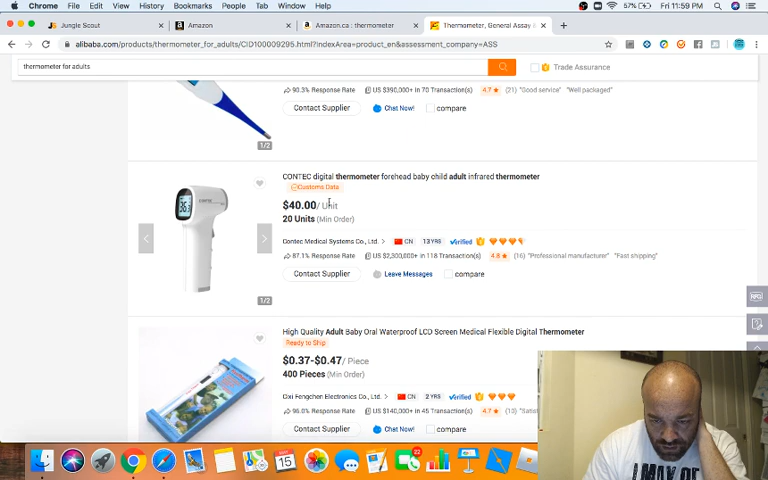 Chrome File Edit View History Bookmarks People Tab Window Help 57% Fri 11:59 PM
Jungle Scout Amazon Amazon.ca : thermometer Thermometer, General Assay &
alibaba.com/products/thermometer_for_adults/CID100009295.html?IndexArea=product_en&assessment_company=ASS
thermometer for adults Trade Assurance
90.3% Response Rate US $390,000+ in 70 Transaction(s) 4.7 (21) "Good service" "Well packaged"
Contact Supplier Chat Now! compare
1/2
CONTEC digital thermometer forehead baby child adult infrared thermometer
Customs Data
$40.00/ Unit
20 Units (Min Order)
Contec Medical Systems Co., Ltd. CN 13 YRS Verified
87.1% Response Rate US $2,300,000+ in 118 Transaction(s) 4.8 (16) "Professional manufacturer" "Fast shipping"
Contact Supplier Leave Messages compare
1/2
RFQ
High Quality Adult Baby Oral Waterproof LCD Screen Medical Flexible Digital Thermometer
Ready to Ship
$0.37-$0.47/ Piece
400 Pieces (Min Order)
Cixi Fengchen Electronics Co., Ltd. CN 2 YRS Verified
96.0% Response Rate US $140,000+ in 45 Transaction(s) 4.7 (10)
Contact Supplier Chat Now! compare
15
I MAY